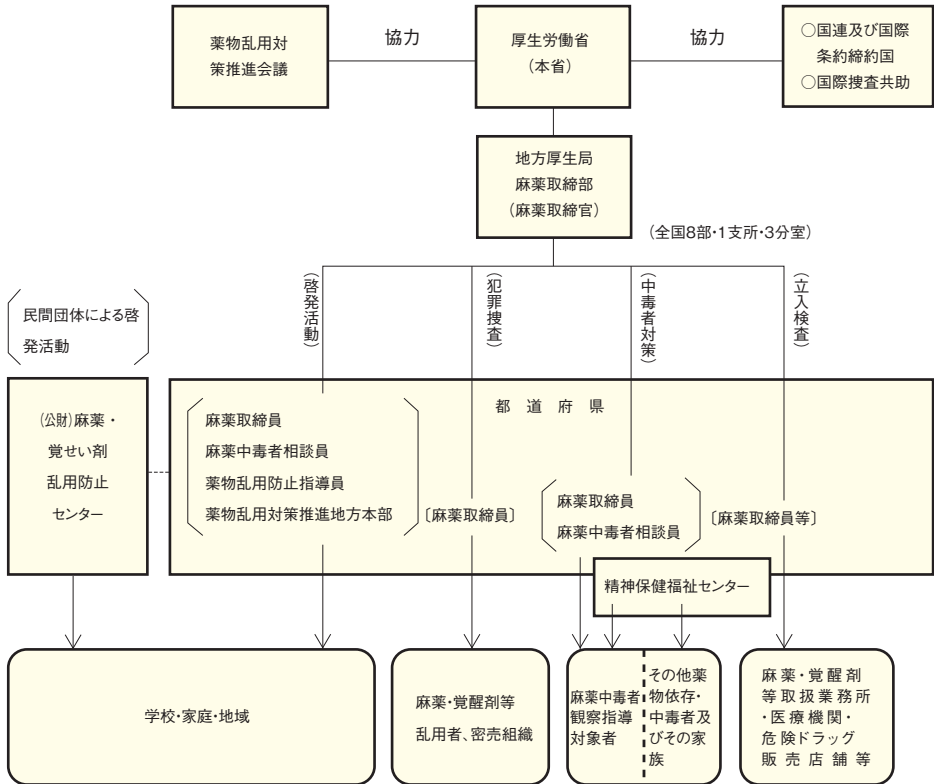 薬物乱用対
策推進会議
協力
厚生労働省
(本省)
協力
○国連及び国際
条約締約国
○国際捜査共助
地方厚生局
麻薬取締部
(麻薬取締官)
(全国8部・1支所・3分室)
(啓発活動)
(犯罪捜査)
(中毒者対策)
(立入検査)
民間団体による啓
発活動
(公財)麻薬・
覚せい剤
乱用防止
センター
都道府県
麻薬取締員
麻薬中毒者相談員
薬物乱用防止指導員
薬物乱用対策推進地方本部
〔麻薬取締員〕
麻薬取締員
麻薬中毒者相談員
〔麻薬取締員等〕
精神保健福祉センター
学校・家庭・地域
麻薬・覚醒剤等
乱用者、密売組織
麻薬中毒者
観察指導
対象者
その他薬
物依存・
中毒者及
びその家
族
麻薬・覚醒剤
等取扱業務所
・医療機関・
危険ドラッグ
販売店舗等